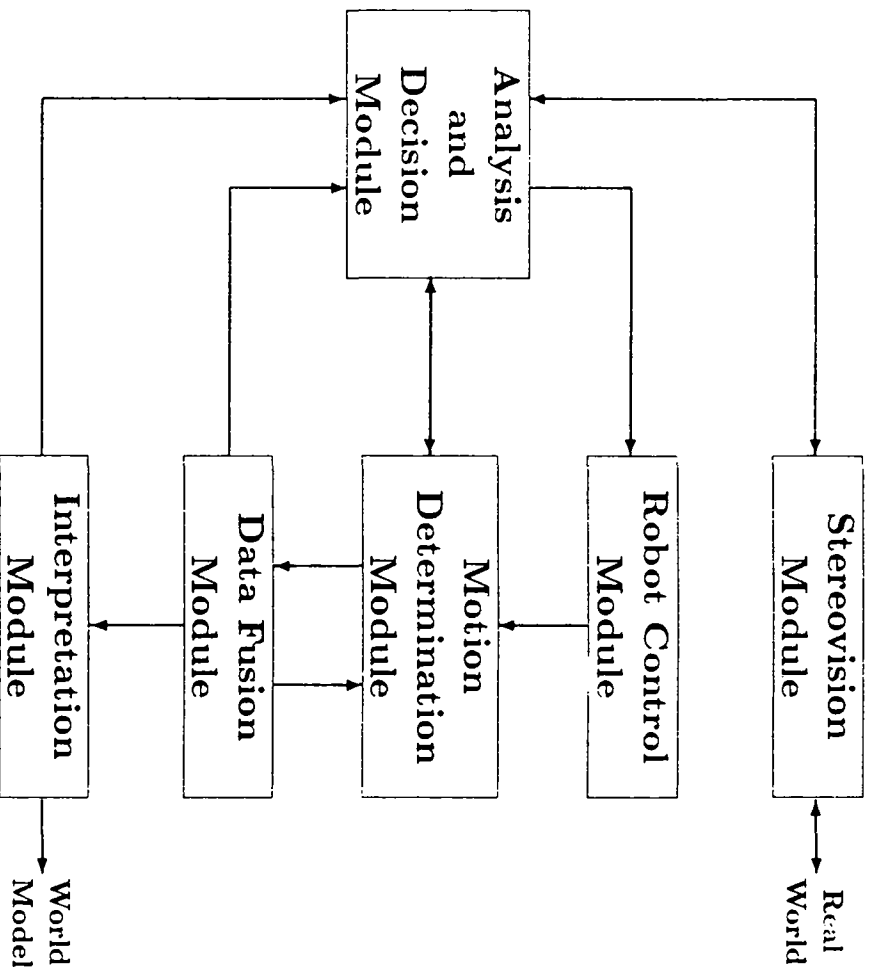 Stereovision
Module
Real
World
Robot Control
Module
Analysis
and
Decision
Module
Motion
Determination
Module
Data Fusion
Module
Interpretation
Module
World
Model